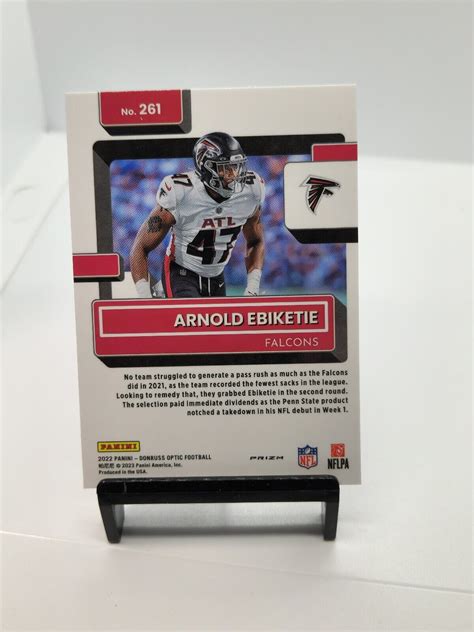 No. 261
ATL
47
ARNOLD EBIKETIE
FALCONS
No team struggled to generate a pass rush as much as the Falcons
did in 2021, as the team recorded the fewest sacks in the league.
Looking to remedy that, they grabbed Ebiketie in the second round.
The selection paid immediate dividends as the Penn State product
notched a takedown in his NFL debut in Week 1.
PANINI
2022 PANINI – DONRUSS OPTIC FOOTBALL
帕尼尼 © 2023 Panini America, Inc.
Produced in the USA.
PRIZM
NFL
NFLPA